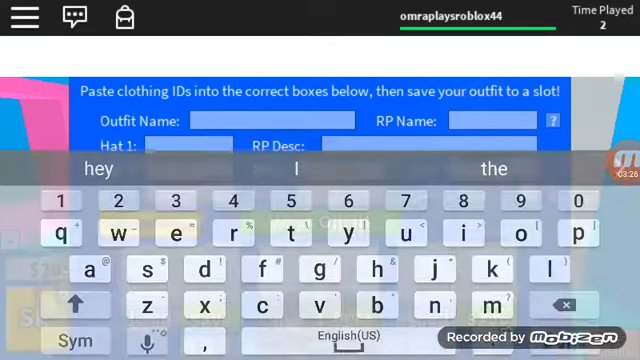 omraplaysroblox44
Time Played
2
Paste clothing IDs into the correct boxes below, then save your outfit to a slot!
Outfit Name: RP Name: ?
Hat 1: RP Desc:
hey I the
03:26
1 2 3 4 5 6 7 8 9 0
q w e r t y u i o p
a s d f g h j k l
z x c v b n m
Sym , English(US)
Recorded by Mobizen